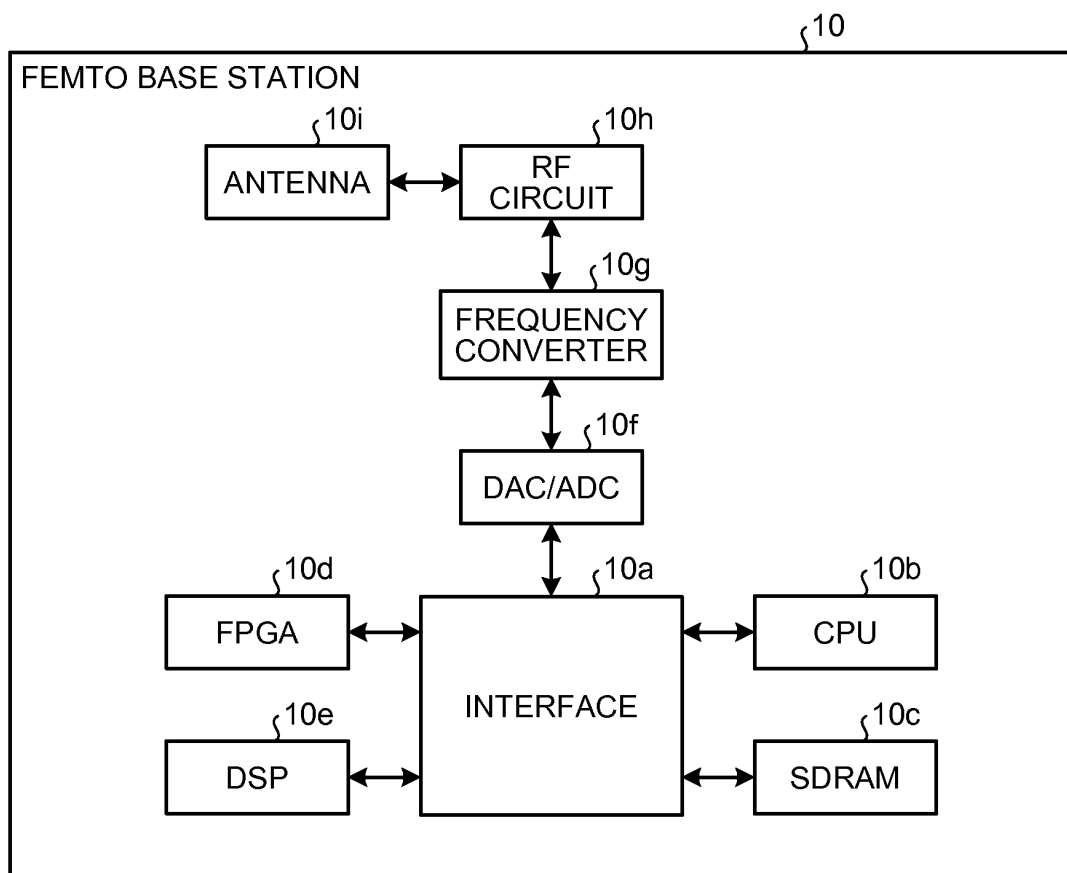 10
FEMTO BASE STATION
10i
10h
ANTENNA
RF
CIRCUIT
10g
FREQUENCY
CONVERTER
10f
DAC/ADC
10d
10a
10b
FPGA
CPU
INTERFACE
10e
10c
DSP
SDRAM